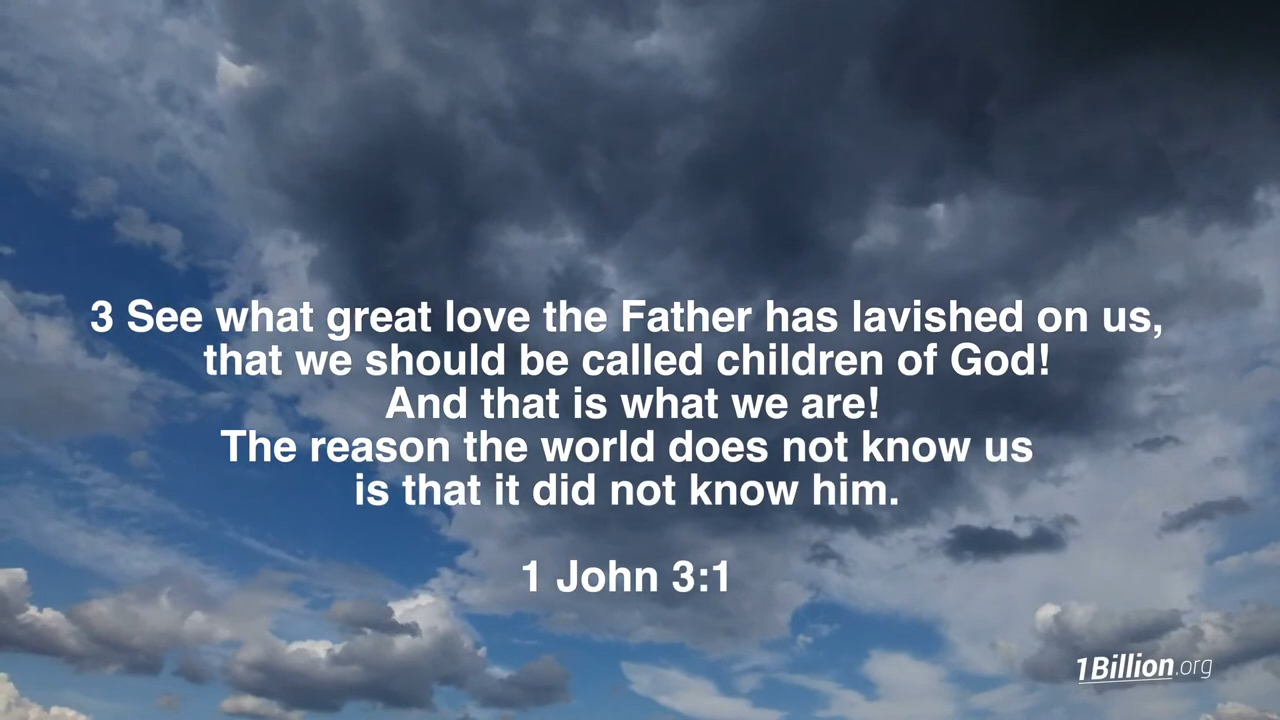 3 See what great love the Father has lavished on us,
that we should be called children of God!
And that is what we are!
The reason the world does not know us
is that it did not know him.
1 John 3:1
1Billion.org